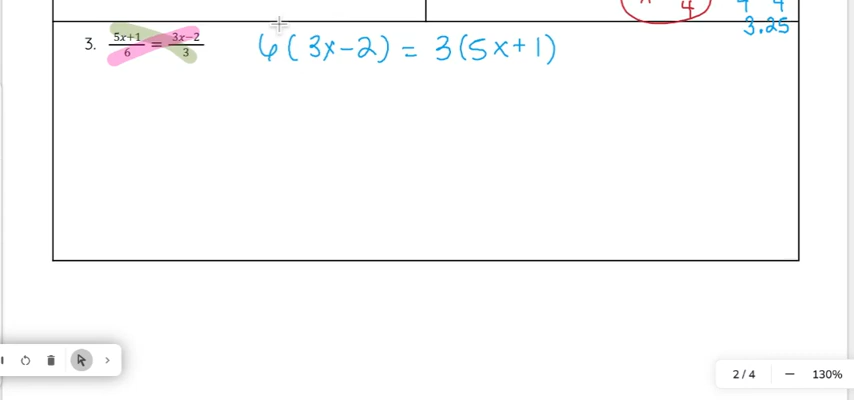 4 4 4
3.25
3. (5x+1)/6 = (3x−2)/3 6(3x−2) = 3(5x+1)
2 / 4 — 130%